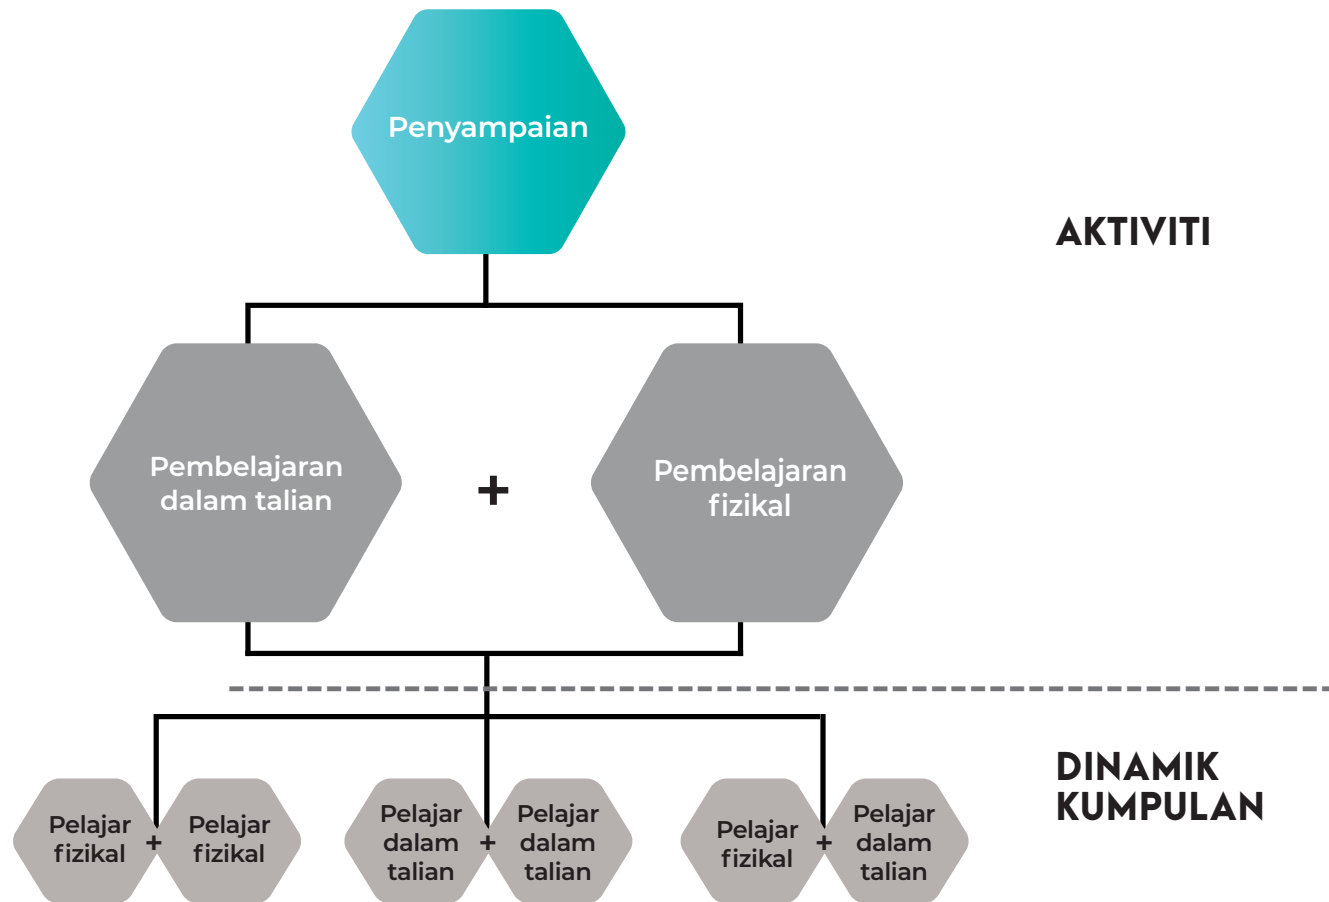 Penyampaian
AKTIVITI
Pembelajaran
dalam talian
+
Pembelajaran
fizikal
DINAMIK
KUMPULAN
Pelajar
fizikal
+
Pelajar
fizikal
Pelajar
dalam
talian
+
Pelajar
dalam
talian
Pelajar
fizikal
+
Pelajar
dalam
talian